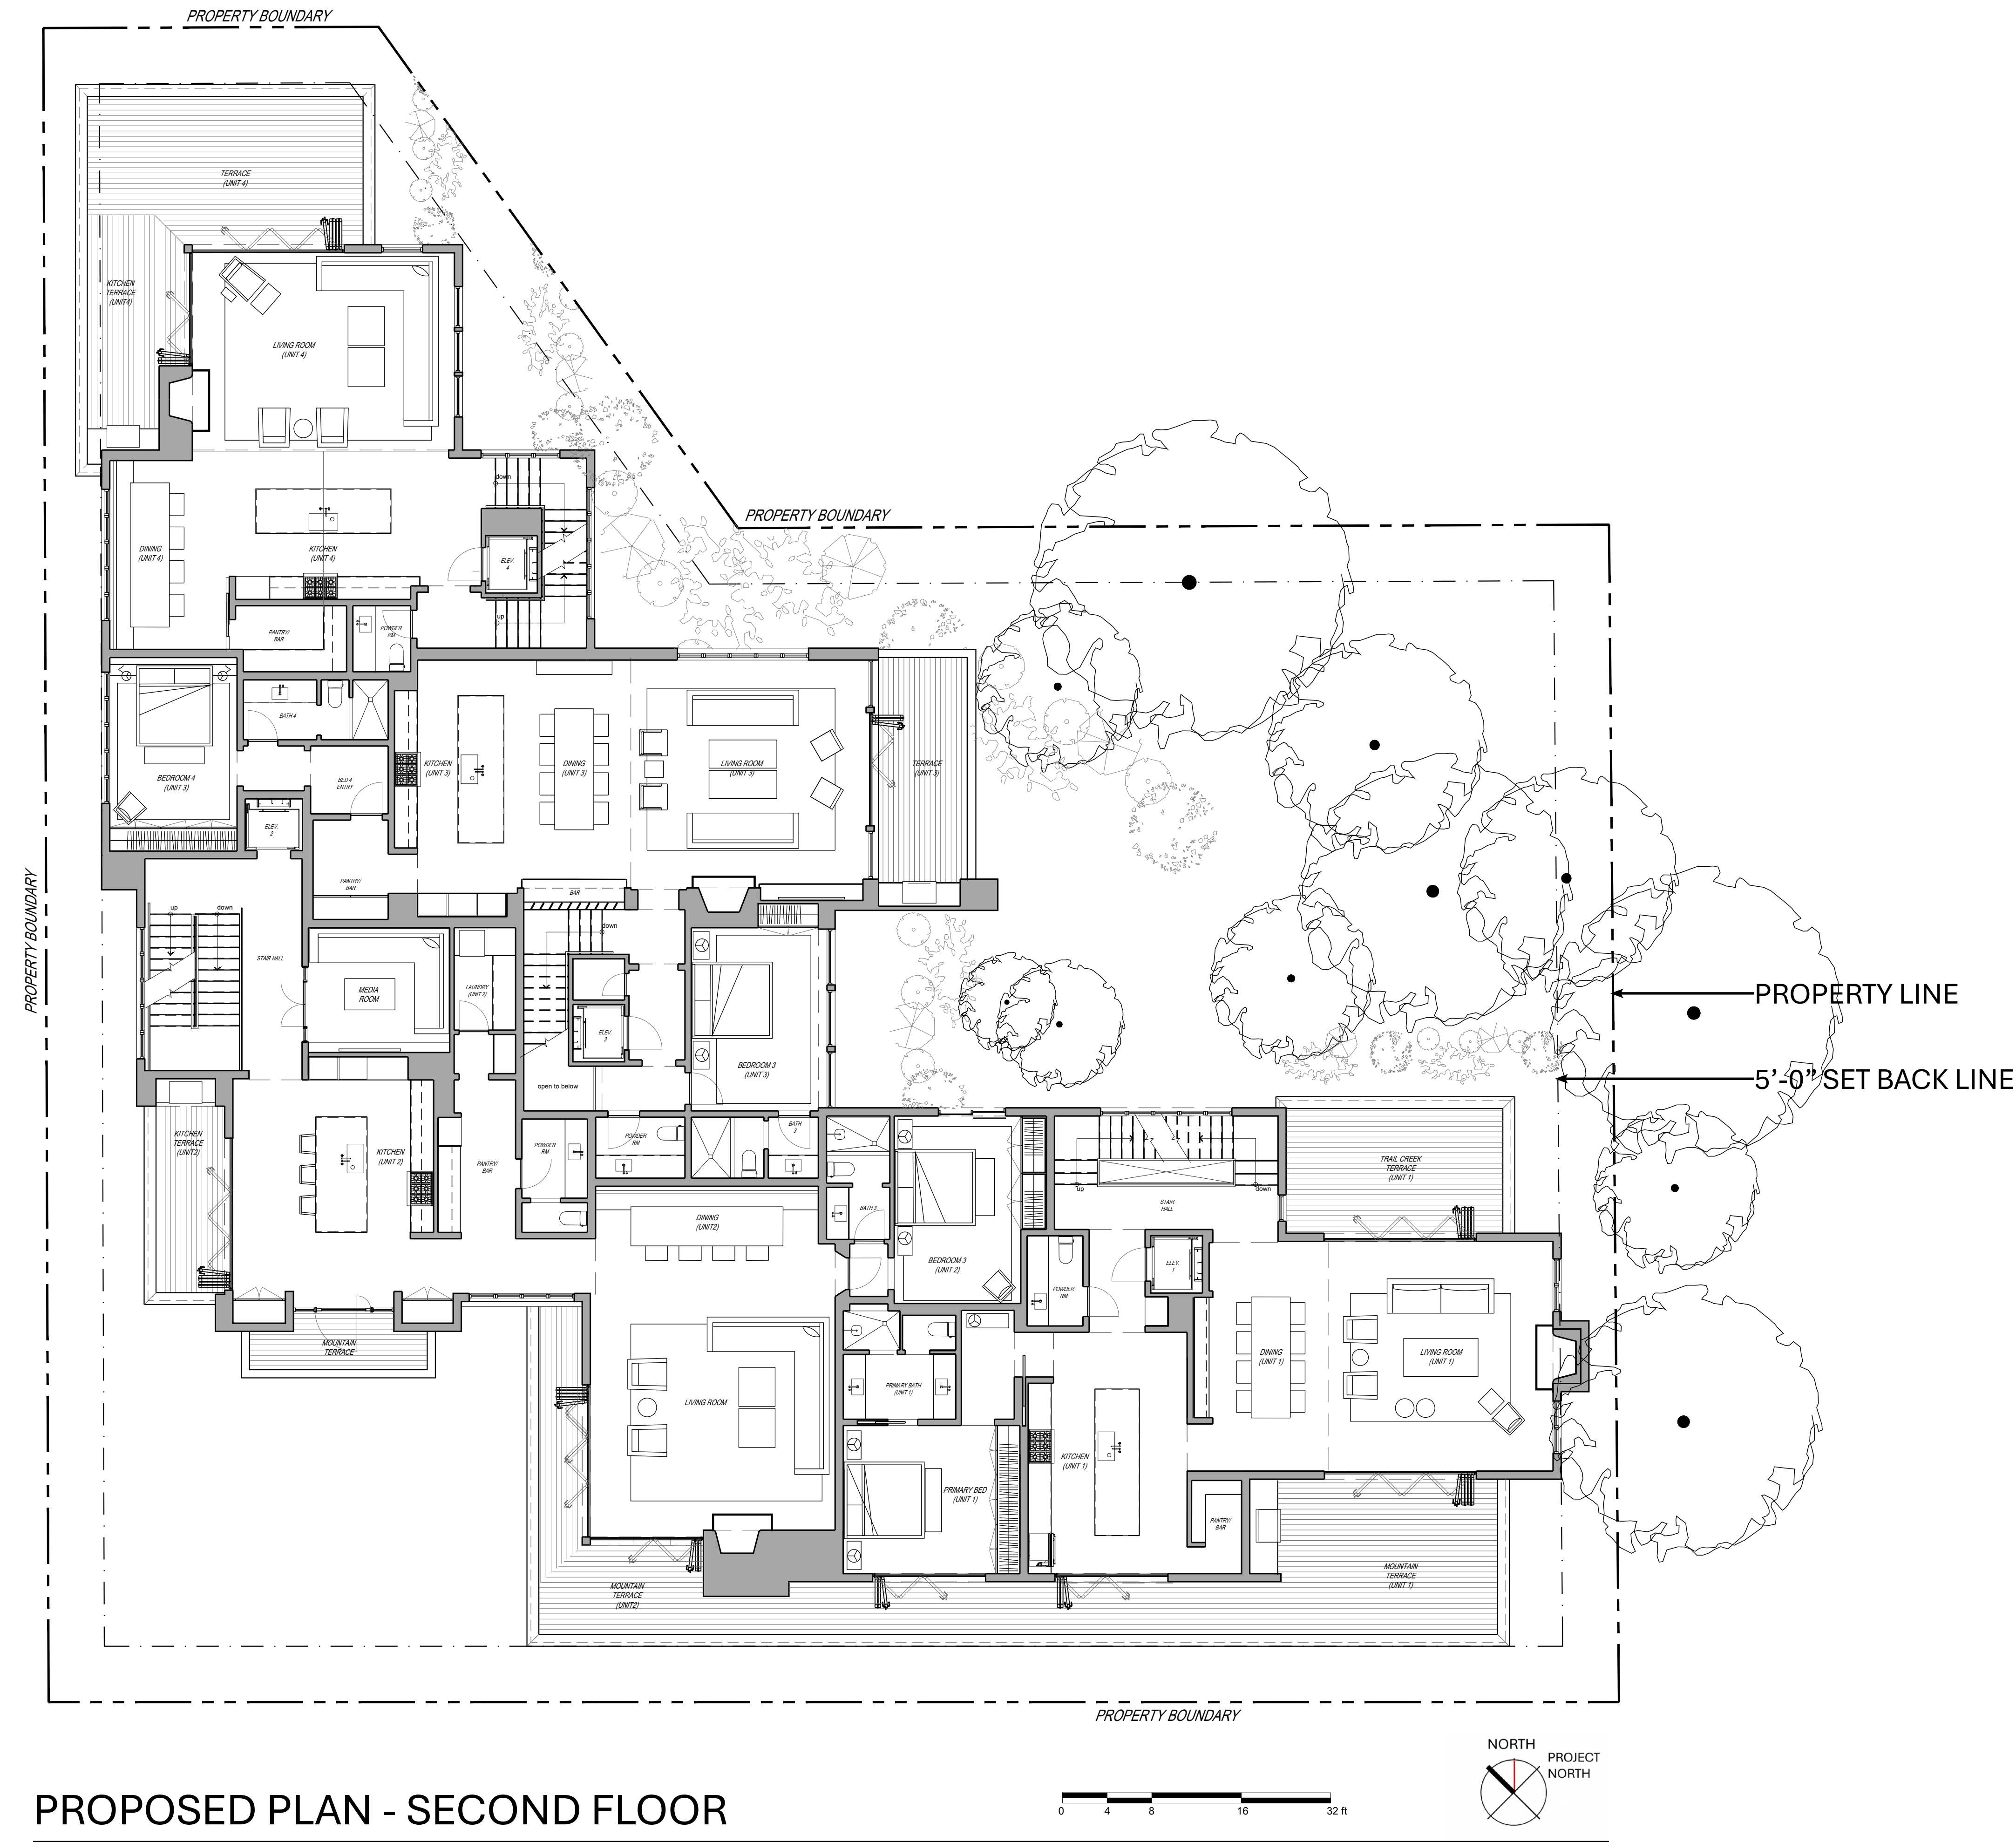 PROPERTY BOUNDARY
TERRACE
(UNIT 4)
KITCHEN
TERRACE
(UNIT4)
LIVING ROOM
(UNIT 4)
down
PROPERTY BOUNDARY
DINING
(UNIT 4)
KITCHEN
(UNIT 4)
ELEV.
4
up
PANTRY/
BAR
POWDER
RM
BATH 4
BEDROOM 4
(UNIT 3)
BED 4
ENTRY
KITCHEN
(UNIT 3)
DINING
(UNIT 3)
LIVING ROOM
(UNIT 3)
TERRACE
(UNIT 3)
ELEV.
2
PANTRY/
BAR
BAR
PROPERTY BOUNDARY
up
down
STAIR HALL
MEDIA
ROOM
LAUNDRY
(UNIT 2)
down
ELEV.
3
BEDROOM 3
(UNIT 3)
open to below
PROPERTY LINE
5’-0” SET BACK LINE
KITCHEN
TERRACE
(UNIT2)
KITCHEN
(UNIT 2)
PANTRY/
BAR
POWDER
RM
POWDER
RM
BATH
3
DINING
(UNIT2)
BATH 3
BEDROOM 3
(UNIT 2)
up
down
STAIR
HALL
TRAIL CREEK
TERRACE
(UNIT 1)
POWDER
RM
ELEV.
1
MOUNTAIN
TERRACE
LIVING ROOM
PRIMARY BATH
(UNIT 1)
DINING
(UNIT 1)
LIVING ROOM
(UNIT 1)
KITCHEN
(UNIT 1)
PRIMARY BED
(UNIT 1)
PANTRY/
BAR
MOUNTAIN
TERRACE
(UNIT2)
MOUNTAIN
TERRACE
(UNIT 1)
PROPERTY BOUNDARY
NORTH
PROJECT
NORTH
0 4 8 16 32 ft
PROPOSED PLAN - SECOND FLOOR